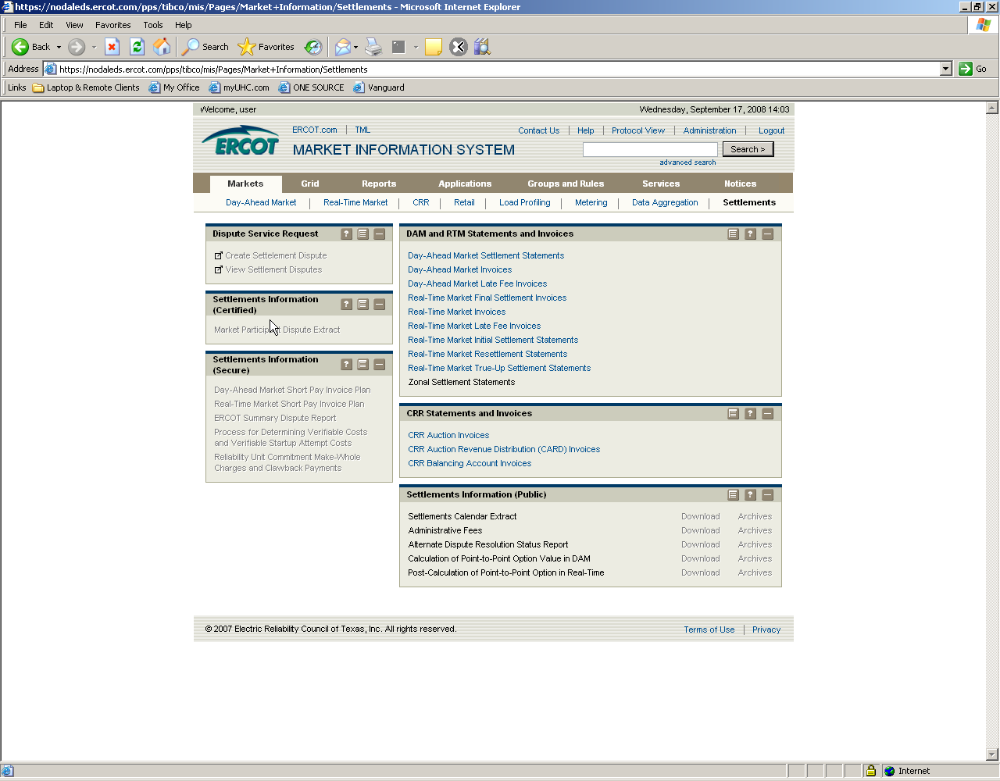 https://nodaleds.ercot.com/pps/tibco/mis/Pages/Market+Information/Settlements - Microsoft Internet Explorer
File Edit View Favorites Tools Help
Back Search Favorites
Address https://nodaleds.ercot.com/pps/tibco/mis/Pages/Market+Information/Settlements Go
Links Laptop & Remote Clients My Office myUHC.com ONE SOURCE Vanguard
Welcome, user Wednesday, September 17, 2008 14:03
ERCOT.com TML Contact Us Help Protocol View Administration Logout
ERCOT MARKET INFORMATION SYSTEM Search >
advanced search
Markets Grid Reports Applications Groups and Rules Services Notices
Day-Ahead Market Real-Time Market CRR Retail Load Profiling Metering Data Aggregation Settlements
Dispute Service Request
Create Settelement Dispute
View Settlement Disputes
Settlements Information
(Certified)
Market Particip t Dispute Extract
Settlements Information
(Secure)
Day-Ahead Market Short Pay Invoice Plan
Real-Time Market Short Pay Invoice Plan
ERCOT Summary Dispute Report
Process for Determining Verifiable Costs
and Verifiable Startup Attempt Costs
Reliability Unit Commitment Make-Whole
Charges and Clawback Payments
DAM and RTM Statements and Invoices
Day-Ahead Market Settlement Statements
Day-Ahead Market Invoices
Day-Ahead Market Late Fee Invoices
Real-Time Market Final Settlement Invoices
Real-Time Market Invoices
Real-Time Market Late Fee Invoices
Real-Time Market Initial Settlement Statements
Real-Time Market Resettlement Statements
Real-Time Market True-Up Settlement Statements
Zonal Settlement Statements
CRR Statements and Invoices
CRR Auction Invoices
CRR Auction Revenue Distribution (CARD) Invoices
CRR Balancing Account Invoices
Settlements Information (Public)
Settlements Calendar Extract Download Archives
Administrative Fees Download Archives
Alternate Dispute Resolution Status Report Download Archives
Calculation of Point-to-Point Option Value in DAM Download Archives
Post-Calculation of Point-to-Point Option in Real-Time Download Archives
© 2007 Electric Reliability Council of Texas, Inc. All rights reserved. Terms of Use Privacy
Internet